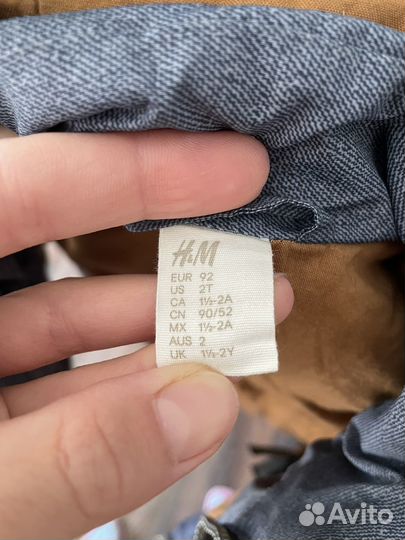 H&M
EUR 92
US 2T
CA 1½-2A
CN 90/52
MX 1½-2A
AUS 2
UK 1½-2Y
Avito